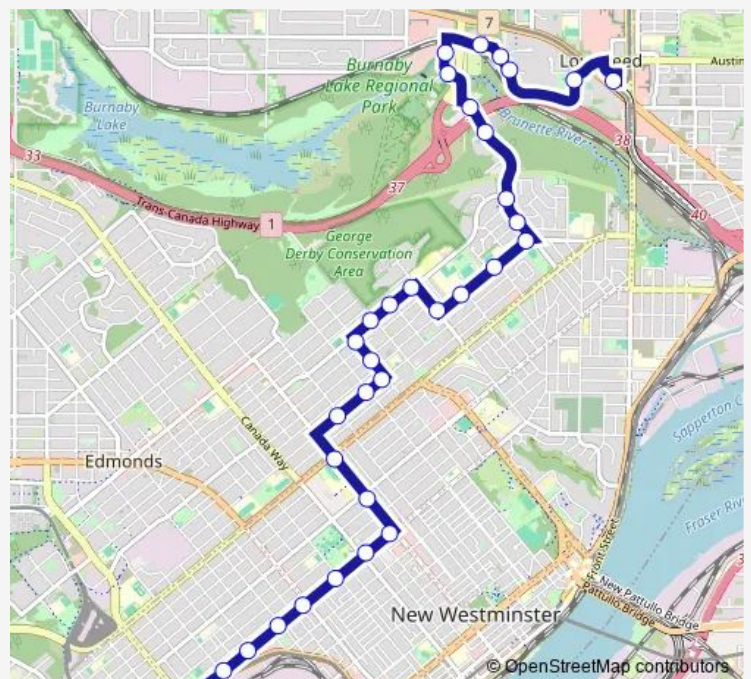 7
Austin
Burnaby
Lake Regional
Park
Burnaby
Lake
Brunette River
38
33
37
Trans-Canada Highway
1
40
George
Derby Conservation
Area
Canada Way
Edmonds
Sapperton
Fraser
Front Street
New Pattullo Bridge
Pattullo Bridge
New Westminster
© OpenStreetMap contributors